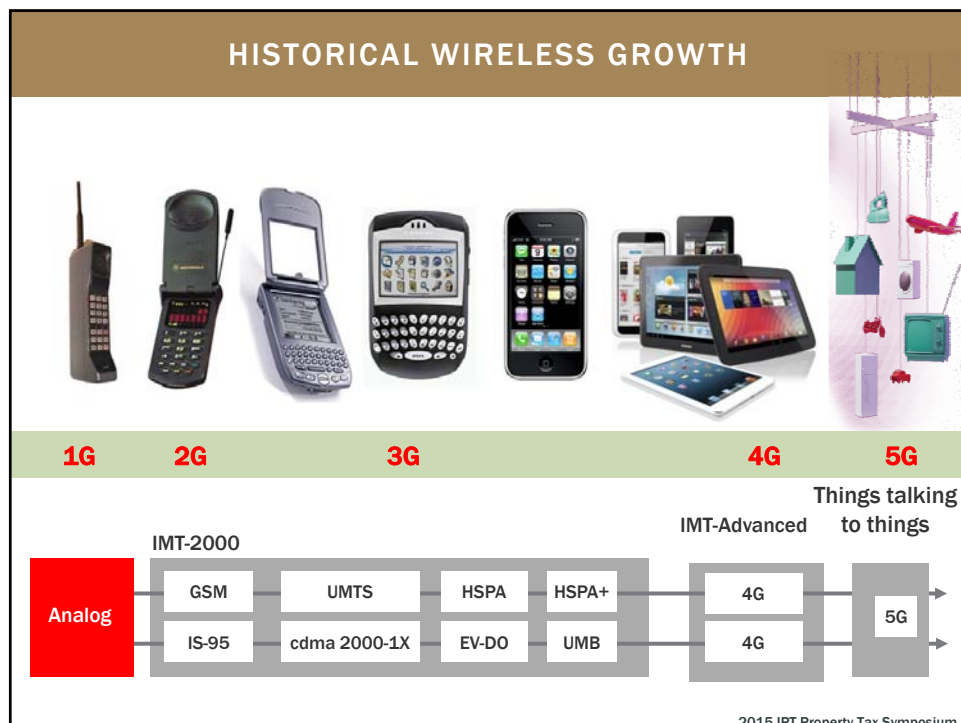 HISTORICAL WIRELESS GROWTH
MOTOROLA
1G 2G 3G 4G 5G
Things talking
to things
IMT-Advanced
IMT-2000
Analog
GSM UMTS HSPA HSPA+ 4G
5G
IS-95 cdma 2000-1X EV-DO UMB 4G
2015 IPT Property Tax Symposium